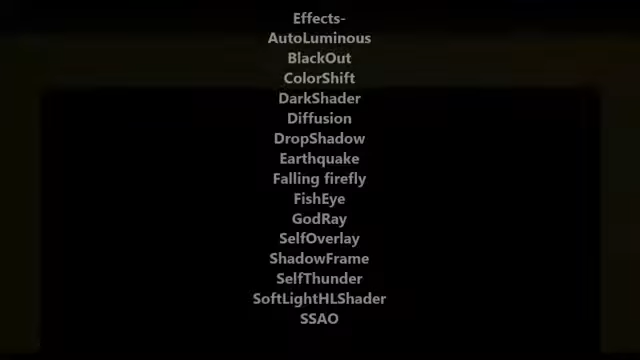 Effects-
AutoLuminous
BlackOut
ColorShift
DarkShader
Diffusion
DropShadow
Earthquake
Falling firefly
FishEye
GodRay
SelfOverlay
ShadowFrame
SelfThunder
SoftLightHLShader
SSAO